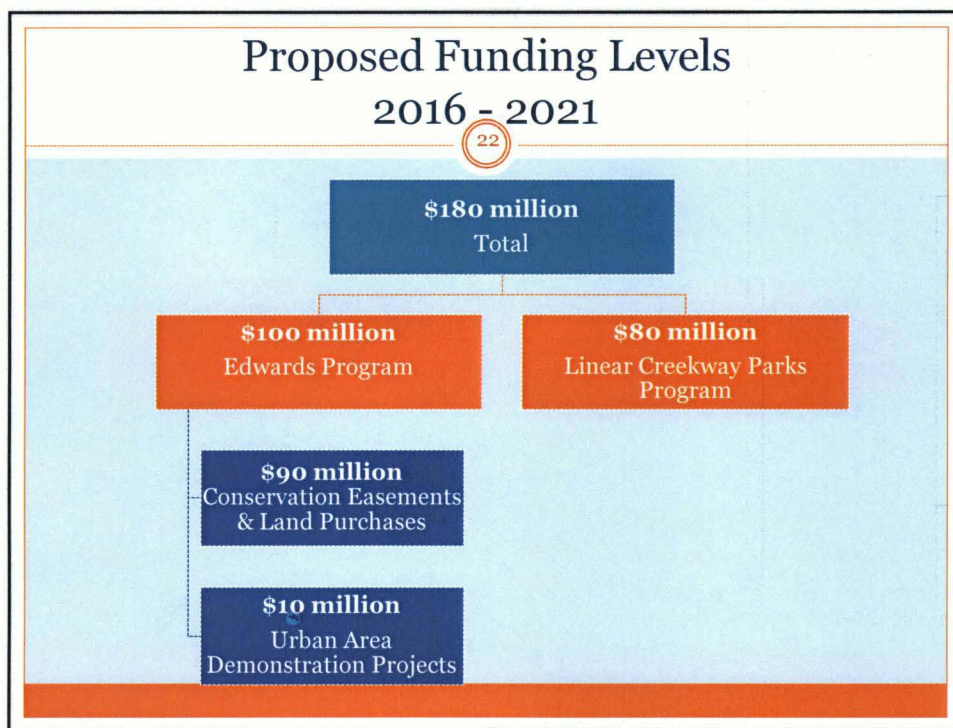 Proposed Funding Levels
2016 - 2021
22
$180 million
Total
$100 million
Edwards Program
$80 million
Linear Creekway Parks
Program
$90 million
Conservation Easements
& Land Purchases
$10 million
Urban Area
Demonstration Projects